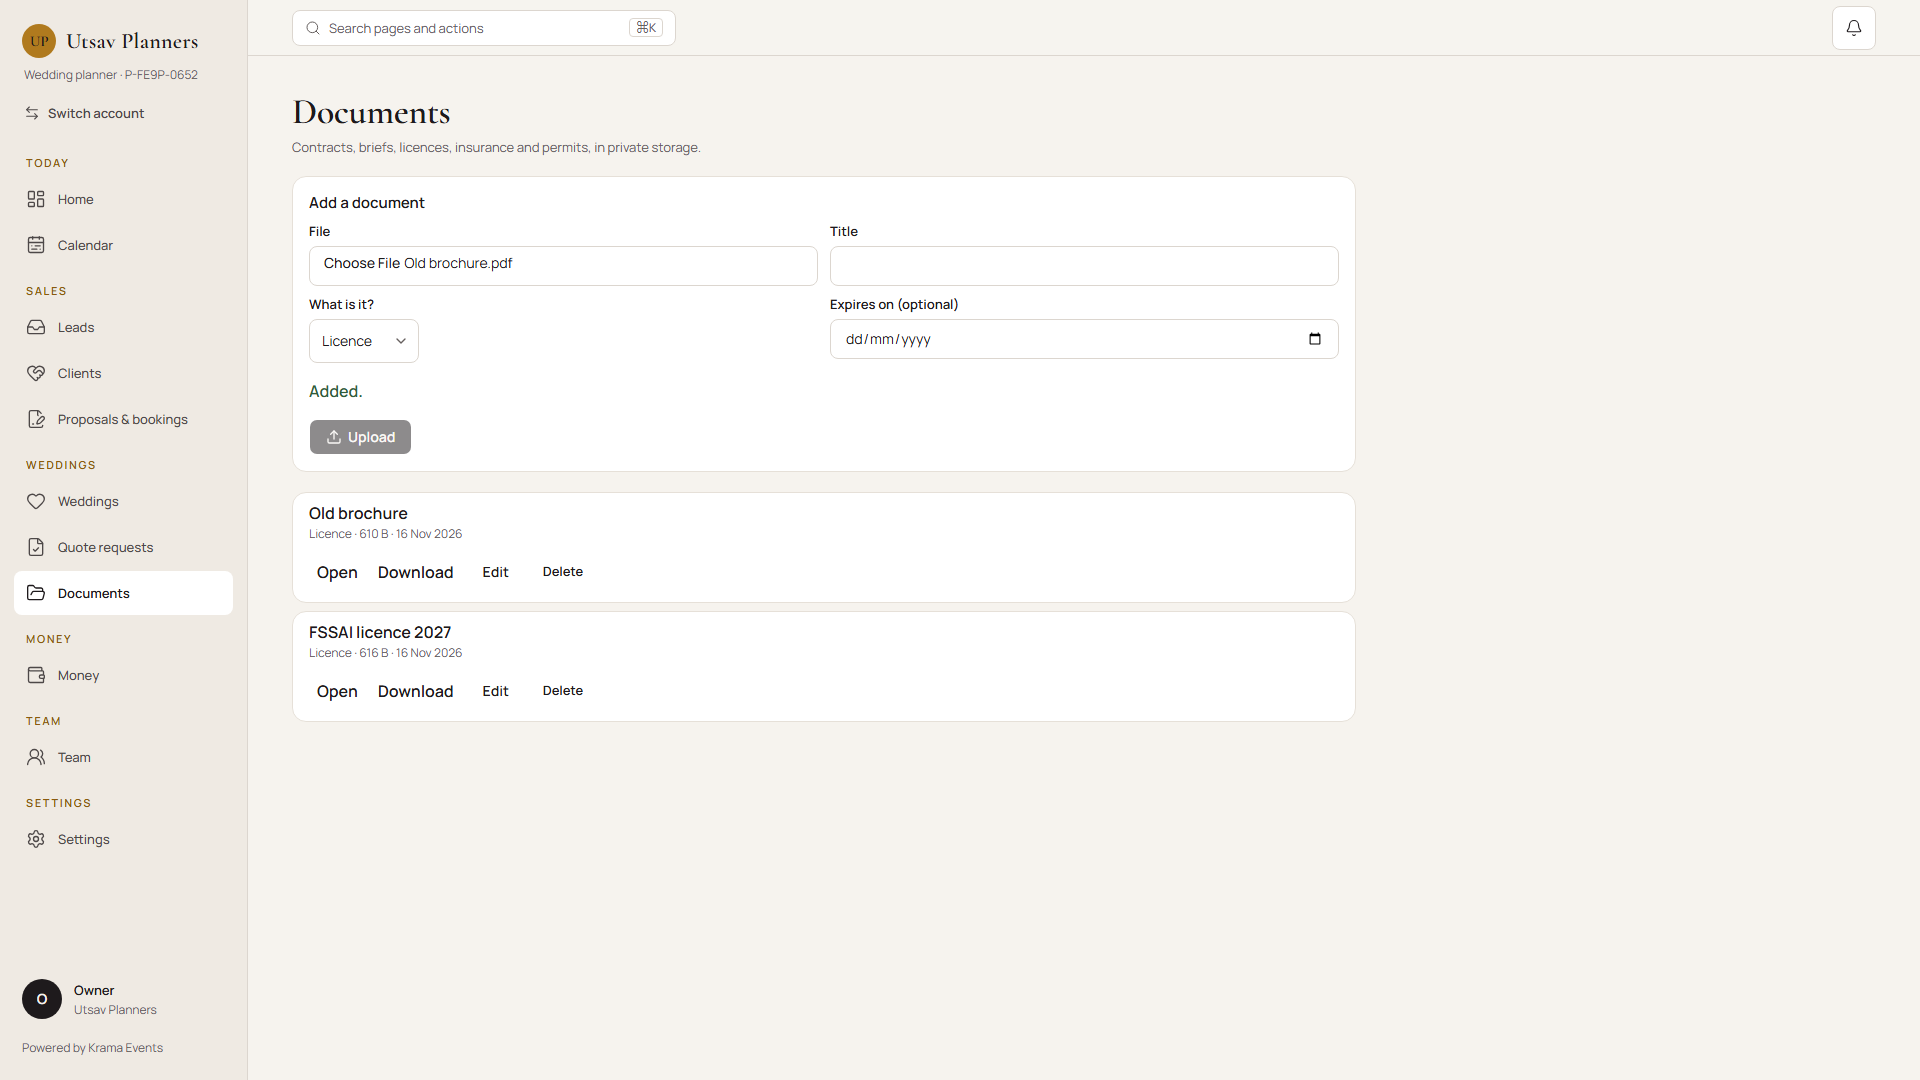 UP Utsav Planners
Wedding planner · P-FE9P-0652
Switch account
TODAY
Home
Calendar
SALES
Leads
Clients
Proposals & bookings
WEDDINGS
Weddings
Quote requests
Documents
MONEY
Money
TEAM
Team
SETTINGS
Settings
O Owner
Utsav Planners
Powered by Krama Events
Search pages and actions ⌘K
Documents
Contracts, briefs, licences, insurance and permits, in private storage.
Add a document
File Title
Choose File Old brochure.pdf
What is it? Expires on (optional)
Licence dd/mm/yyyy
Added.
Upload
Old brochure
Licence · 610 B · 16 Nov 2026
Open Download Edit Delete
FSSAI licence 2027
Licence · 616 B · 16 Nov 2026
Open Download Edit Delete